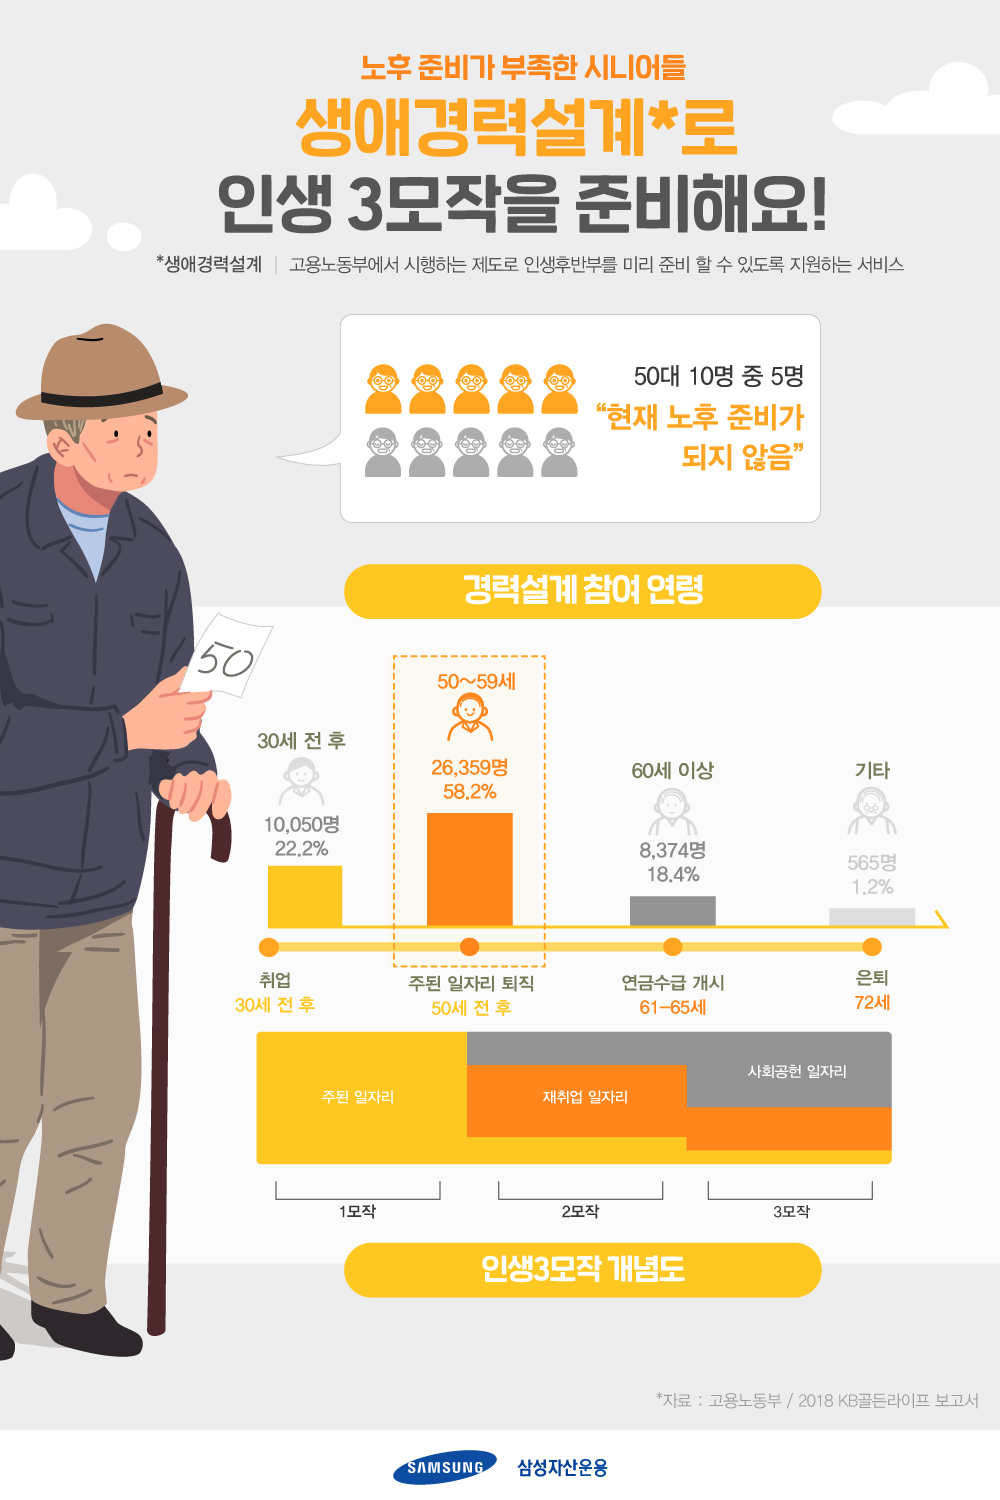 노후 준비가 부족한 시니어들
생애경력설계*로
인생 3모작을 준비해요!
*생애경력설계 | 고용노동부에서 시행하는 제도로 인생후반부를 미리 준비 할 수 있도록 지원하는 서비스
50대 10명 중 5명
“현재 노후 준비가
되지 않음”
경력설계 참여 연령
50
30세 전 후
10,050명
22.2%
50~59세
26,359명
58.2%
60세 이상
8,374명
18.4%
기타
565명
1.2%
취업
30세 전 후
주된 일자리 퇴직
50세 전 후
연금수급 개시
61-65세
은퇴
72세
주된 일자리
재취업 일자리
사회공헌 일자리
1모작
2모작
3모작
인생3모작 개념도
*자료 : 고용노동부 / 2018 KB골든라이프 보고서
SAMSUNG 삼성자산운용